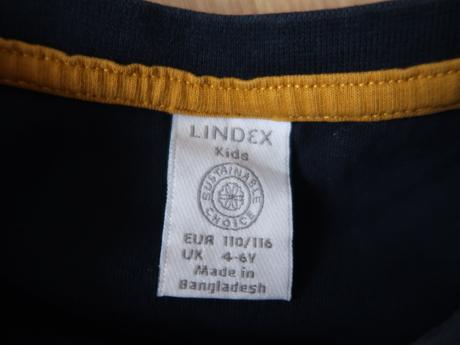 LINDEX
Kids
SUSTAINABLE
CHOICE
EUR 110/116
UK 4-6Y
Made in
Bangladesh